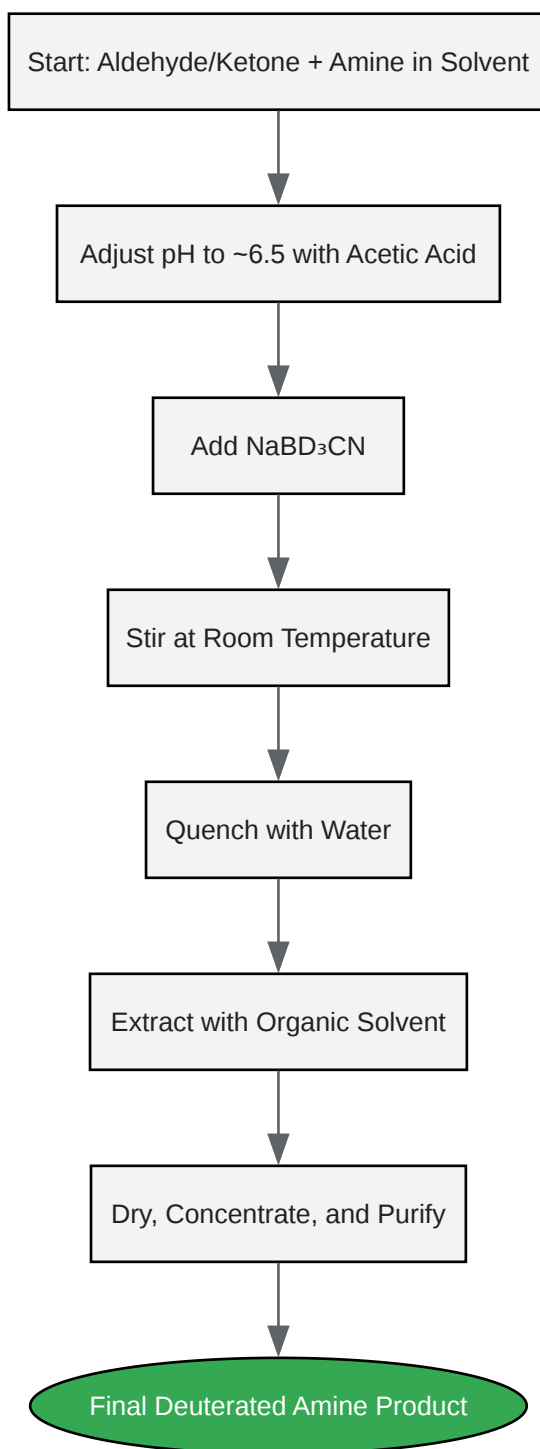 Start: Aldehyde/Ketone + Amine in Solvent
Adjust pH to ~6.5 with Acetic Acid
Add NaBD₃CN
Stir at Room Temperature
Quench with Water
Extract with Organic Solvent
Dry, Concentrate, and Purify
Final Deuterated Amine Product